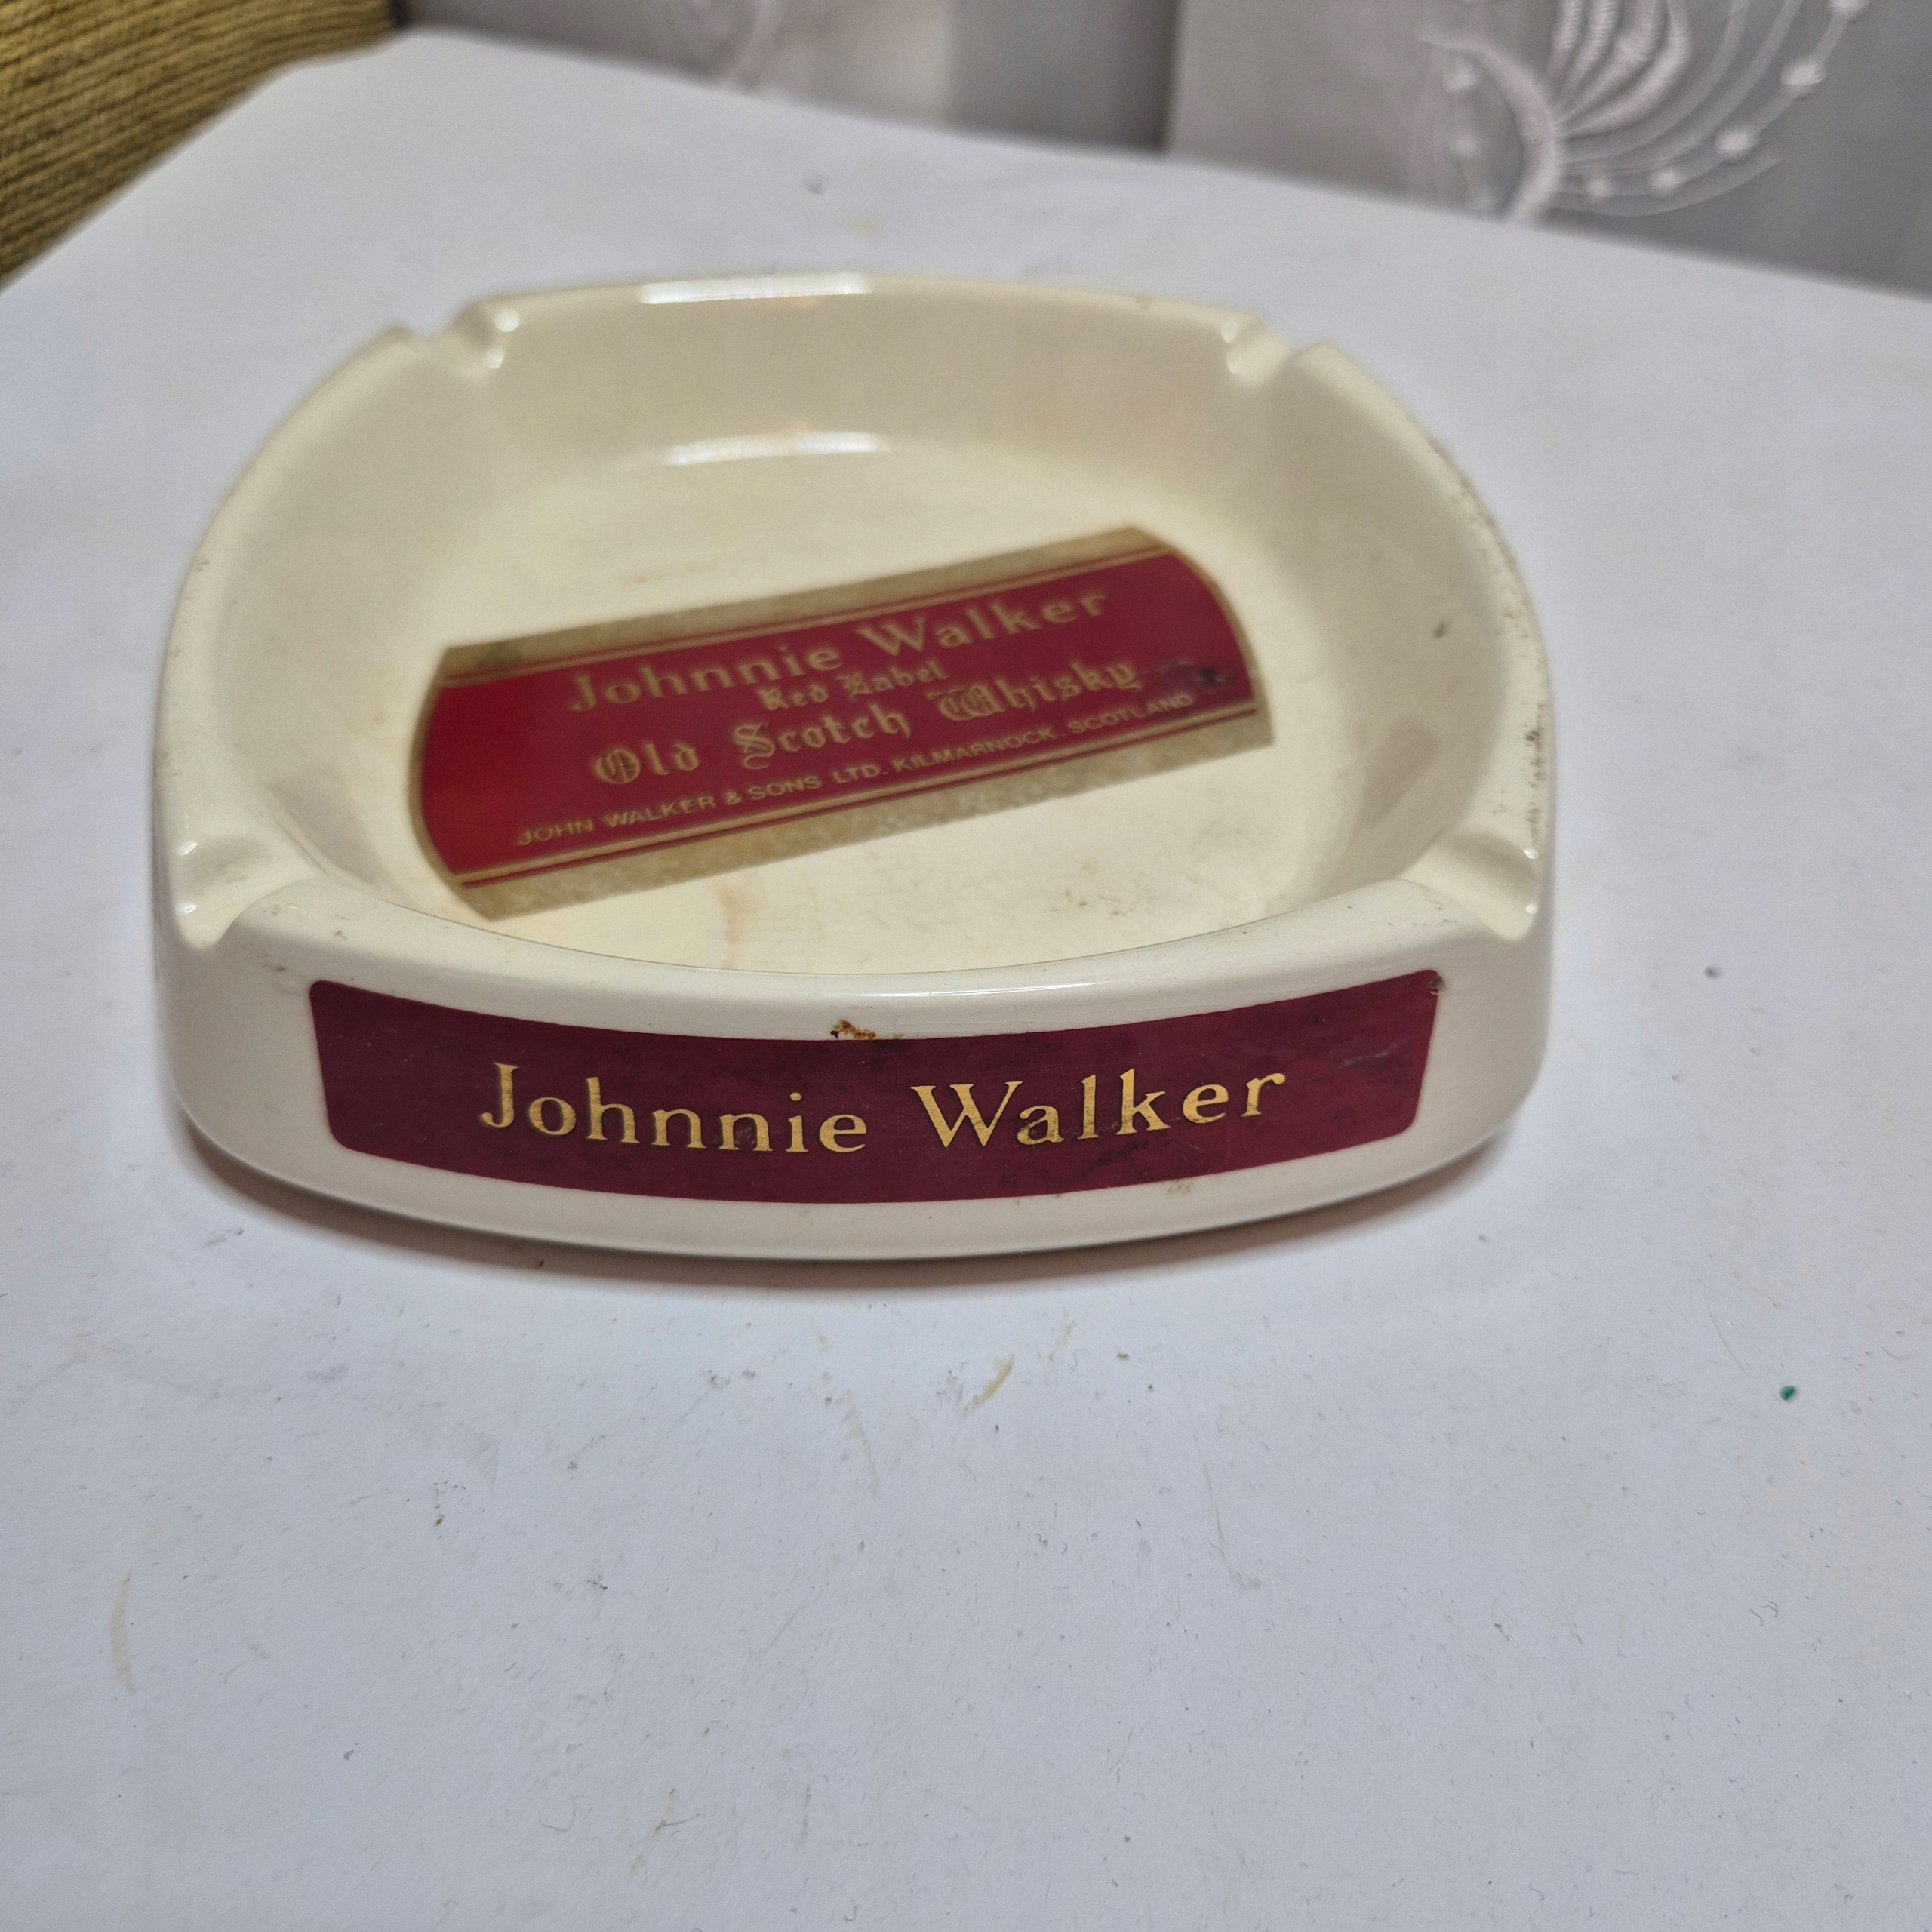 Johnnie Walker
Red Label
Old Scotch Whisky
JOHN WALKER & SONS LTD. KILMARNOCK. SCOTLAND
Johnnie Walker